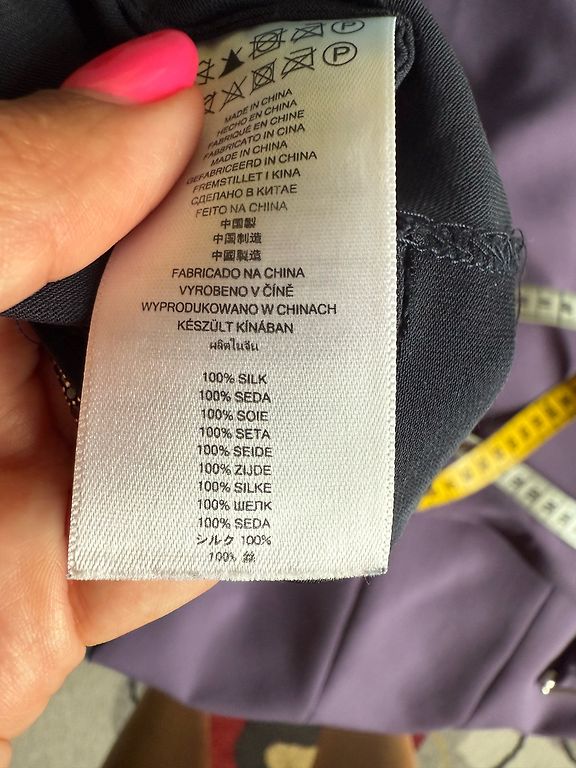 P
P
MADE IN CHINA
HECHO EN CHINA
FABRIQUÉ EN CHINE
FABBRICATO IN CINA
MADE IN CHINA
GEFABRICEERD IN CHINA
FREMSTILLET I KINA
СДЕЛАНО В КИТАЕ
FEITO NA CHINA
中国製
中国制造
中國製造
FABRICADO NA CHINA
VYROBENO V ČÍNĚ
WYPRODUKOWANO W CHINACH
KÉSZÜLT KÍNÁBAN
ผลิตในจีน
100% SILK
100% SEDA
100% SOIE
100% SETA
100% SEIDE
100% ZIJDE
100% SILKE
100% ШЕЛК
100% SEDA
シルク 100%
100% 絲